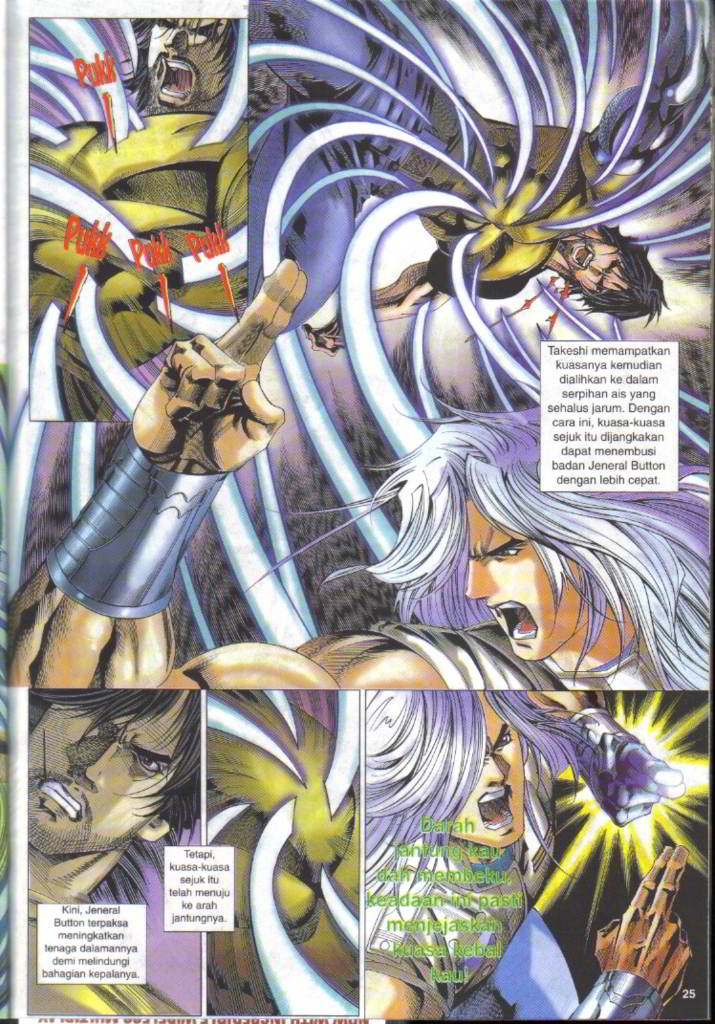 Pukk
Pukk
Pukk
Pukk
Takeshi memampatkan
kuasanya kemudian
dialihkan ke dalam
serpihan ais yang
sehalus jarum. Dengan
cara ini, kuasa-kuasa
sejuk itu dijangkakan
dapat menembusi
badan Jeneral Button
dengan lebih cepat.
Kini, Jeneral
Button terpaksa
meningkatkan
tenaga dalamannya
demi melindungi
bahagian kepalanya.
Tetapi,
kuasa-kuasa
sejuk itu
telah menuju
ke arah
jantungnya.
Darah
jantung kau
dah membeku,
keadaan ini pasti
menjejaskan
kuasa kebal
kau!
25